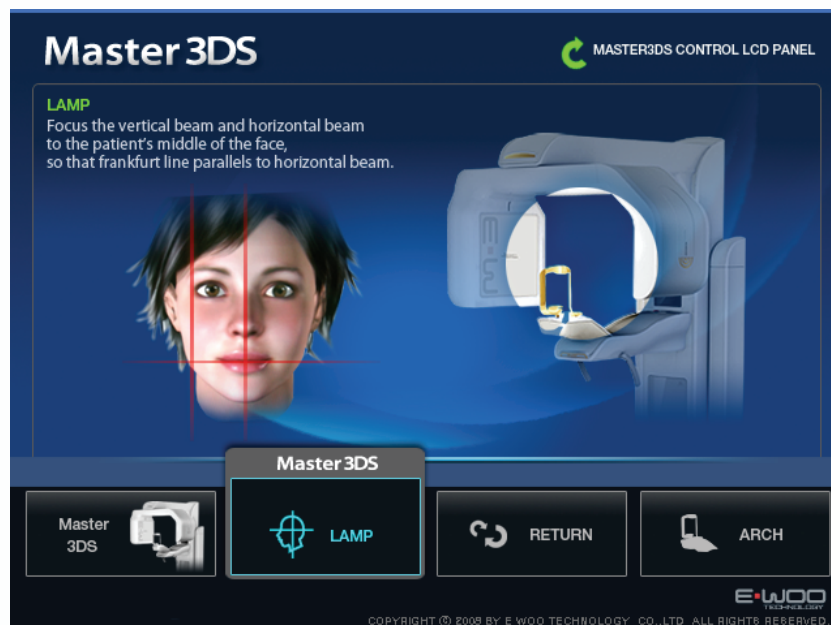 Master 3DS
MASTER3DS CONTROL LCD PANEL
LAMP
Focus the vertical beam and horizontal beam
to the patient's middle of the face,
so that frankfurt line parallels to horizontal beam.
E•WOO
Master 3DS
Master
3DS
LAMP
RETURN
ARCH
E•WOO
TECHNOLOGY
COPYRIGHT © 2008 BY E WOO TECHNOLOGY CO.,LTD ALL RIGHTS RESERVED.